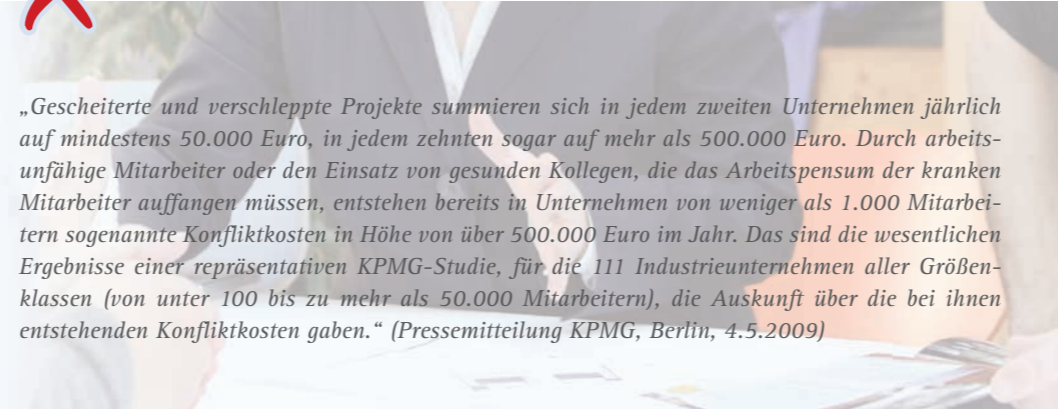 „Gescheiterte und verschleppte Projekte summieren sich in jedem zweiten Unternehmen jährlich
auf mindestens 50.000 Euro, in jedem zehnten sogar auf mehr als 500.000 Euro. Durch arbeits-
unfähige Mitarbeiter oder den Einsatz von gesunden Kollegen, die das Arbeitspensum der kranken
Mitarbeiter auffangen müssen, entstehen bereits in Unternehmen von weniger als 1.000 Mitarbei-
tern sogenannte Konfliktkosten in Höhe von über 500.000 Euro im Jahr. Das sind die wesentlichen
Ergebnisse einer repräsentativen KPMG-Studie, für die 111 Industrieunternehmen aller Größen-
klassen (von unter 100 bis zu mehr als 50.000 Mitarbeitern), die Auskunft über die bei ihnen
entstehenden Konfliktkosten gaben.“ (Pressemitteilung KPMG, Berlin, 4.5.2009)